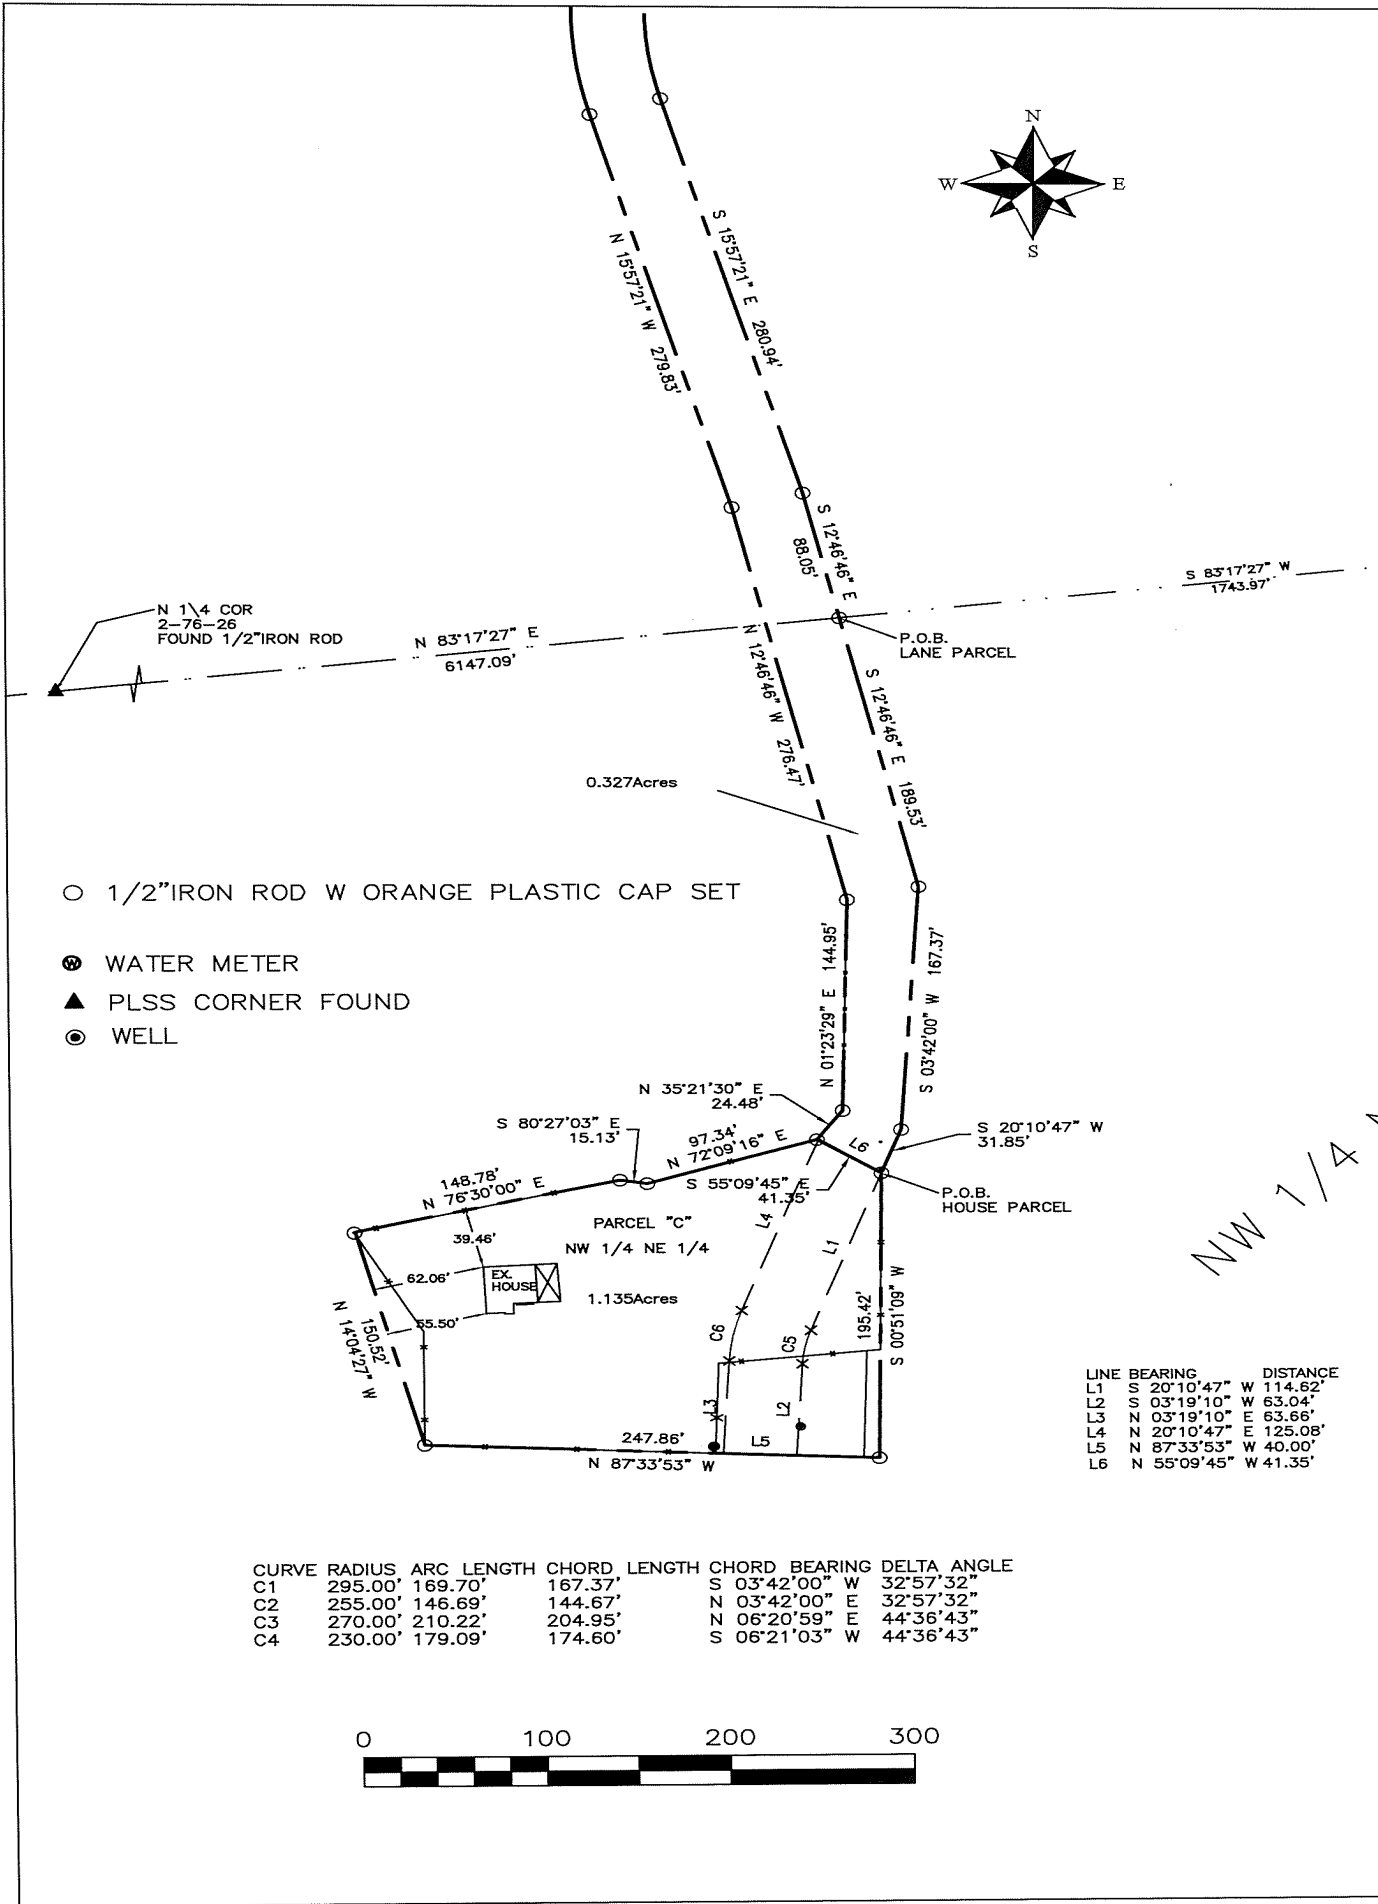 N
W
E
S
S 15°57'21" E 280.94'
N 15°57'21" W 279.83'
S 12°46'46" E
88.05'
S 83°17'27" W
1743.97'
N 1\4 COR
2-76-26
FOUND 1/2"IRON ROD
N 83°17'27" E
6147.09'
P.O.B.
LANE PARCEL
N 12°46'46" W 276.47'
S 12°46'46" E 189.53'
0.327Acres
1/2"IRON ROD W ORANGE PLASTIC CAP SET
W WATER METER
PLSS CORNER FOUND
WELL
N 01°23'29" E 144.95'
S 03°42'00" W 167.37'
N 35°21'30" E
24.48'
S 80°27'03" E
15.13'
97.34'
N 72°09'16" E
L6
S 20°10'47" W
31.85'
S 55°09'45" E
41.35'
P.O.B.
HOUSE PARCEL
148.78'
N 76°30'00" E
PARCEL "C"
NW 1/4 NE 1/4
L4
L1
39.46'
62.06'
EX.
HOUSE
1.135Acres
55.50'
150.52'
N 14°04'27" W
C6
C5
195.42'
S 00°51'09" W
NW 1/4
L3
L2
L5
247.86'
N 87°33'53" W
LINE BEARING DISTANCE
L1 S 20°10'47" W 114.62'
L2 S 03°19'10" W 63.04'
L3 N 03°19'10" E 63.66'
L4 N 20°10'47" E 125.08'
L5 N 87°33'53" W 40.00'
L6 N 55°09'45" W 41.35'
CURVE RADIUS ARC LENGTH CHORD LENGTH CHORD BEARING DELTA ANGLE
C1 295.00' 169.70' 167.37' S 03°42'00" W 32°57'32"
C2 255.00' 146.69' 144.67' N 03°42'00" E 32°57'32"
C3 270.00' 210.22' 204.95' N 06°20'59" E 44°36'43"
C4 230.00' 179.09' 174.60' S 06°21'03" W 44°36'43"
0 100 200 300